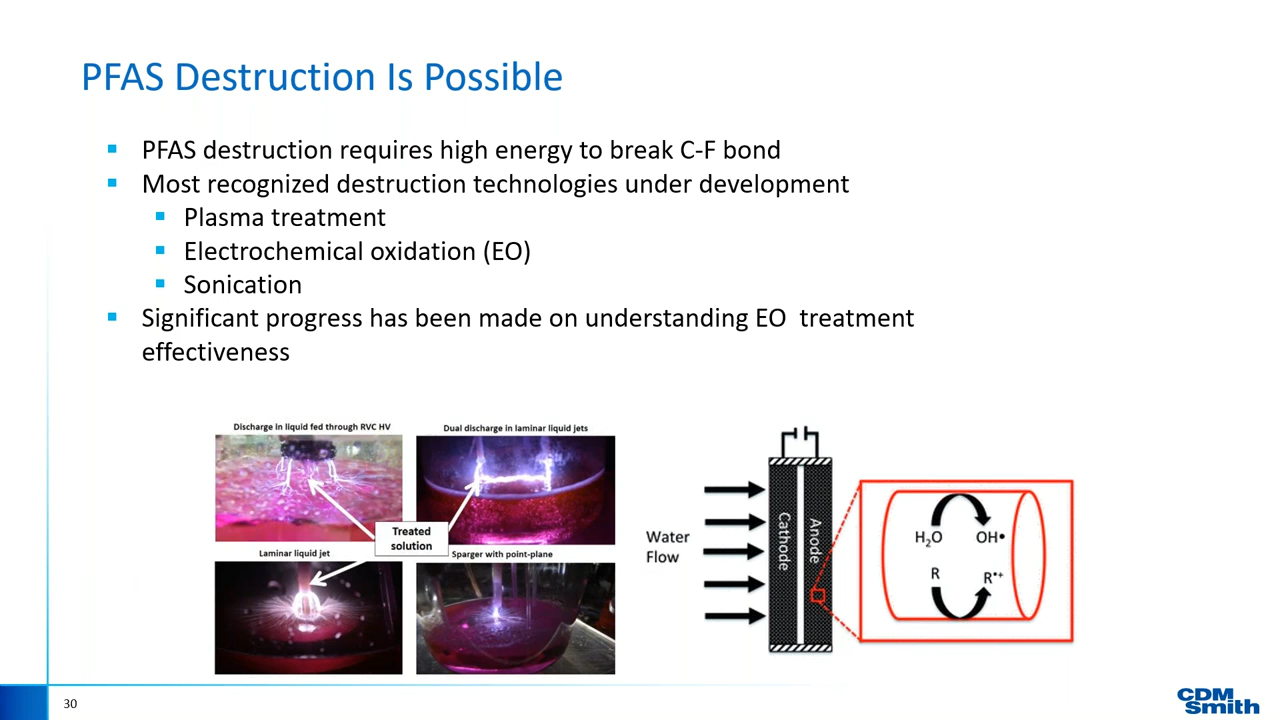 PFAS Destruction Is Possible
PFAS destruction requires high energy to break C-F bond
Most recognized destruction technologies under development
Plasma treatment
Electrochemical oxidation (EO)
Sonication
Significant progress has been made on understanding EO  treatment
effectiveness
Discharge in liquid fed through RVC HV
Dual discharge in laminar liquid jets
Treated
solution
Laminar liquid jet
Sparger with point-plane
Water
Flow
Cathode
Anode
H₂O
OH•
R
R•+
30
CDM
Smith